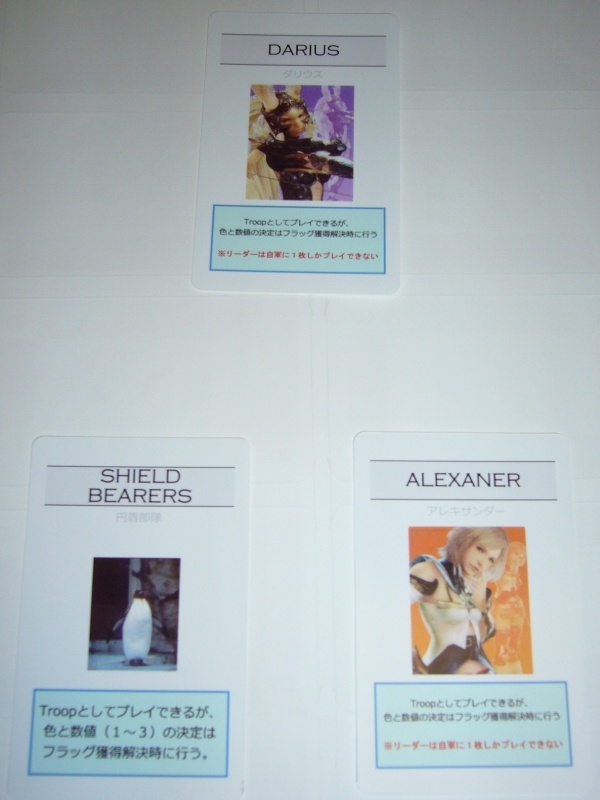 DARIUS
ダリウス
Troopとしてプレイできるが、
色と数値の決定はフラッグ獲得解決時に行う
※リーダーは自軍に１枚しかプレイできない
SHIELD
BEARERS
円盾部隊
Troopとしてプレイできるが、
色と数値（１～３）の決定は
フラッグ獲得解決時に行う。
ALEXANER
アレキサンダー
Troopとしてプレイできるが、
色と数値の決定はフラッグ獲得解決時に行う
※リーダーは自軍に１枚しかプレイできない